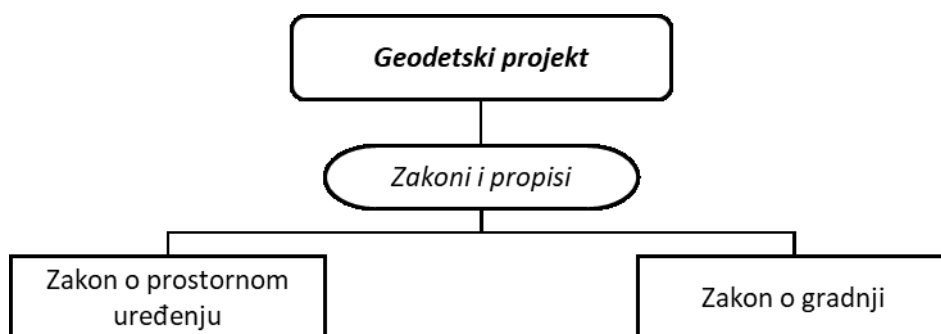 Geodetski projekt
Zakoni i propisi
Zakon o prostornom
uređenju
Zakon o gradnji